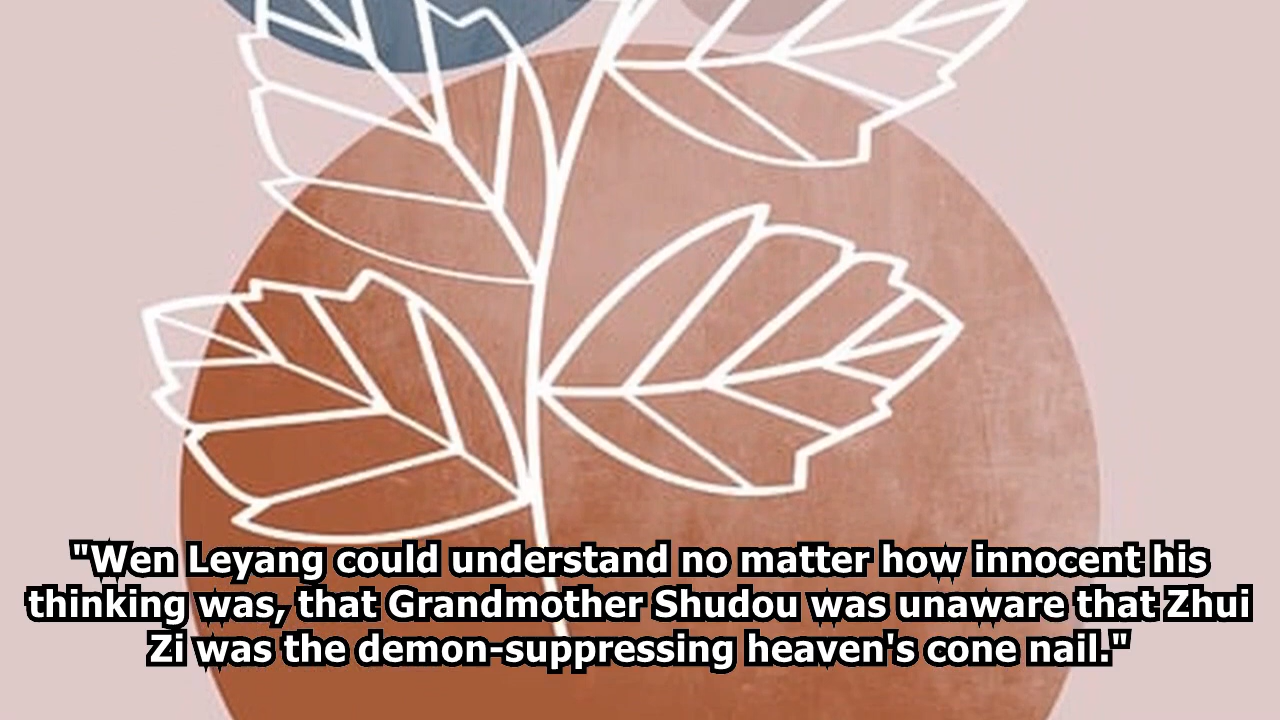 "Wen Leyang could understand no matter how innocent his
thinking was, that Grandmother Shudou was unaware that Zhui
Zi was the demon-suppressing heaven's cone nail."